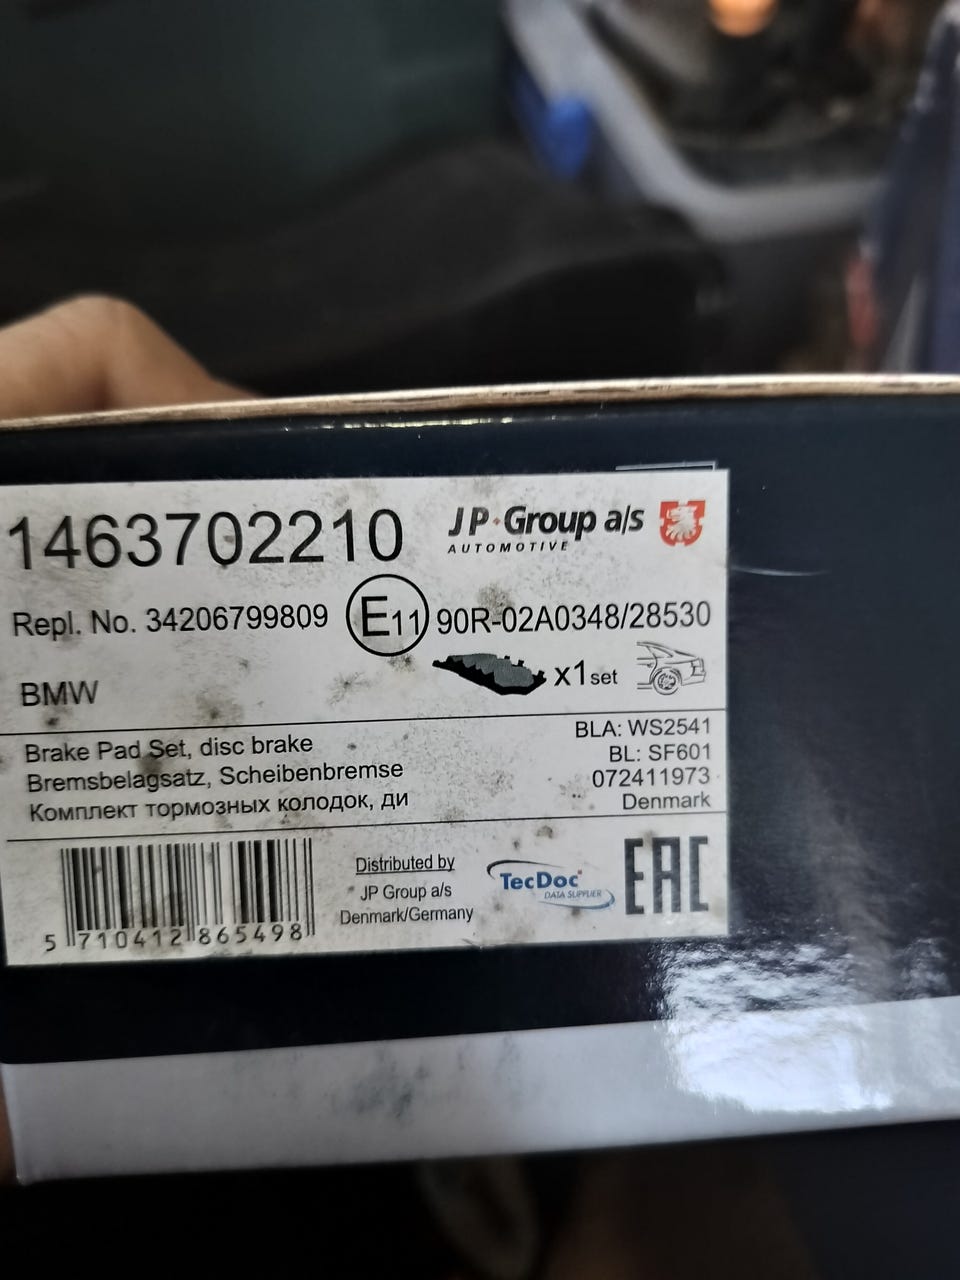 1463702210
JP Group a/s
AUTOMOTIVE
Repl. No. 34206799809
E11 90R-02A0348/28530
x1 set
BMW
Brake Pad Set, disc brake
Bremsbelagsatz, Scheibenbremse
Комплект тормозных колодок, ди
BLA: WS2541
BL: SF601
072411973
Denmark
5 710412 865498
Distributed by
JP Group a/s
Denmark/Germany
TecDoc
DATA SUPPLIER
EAC